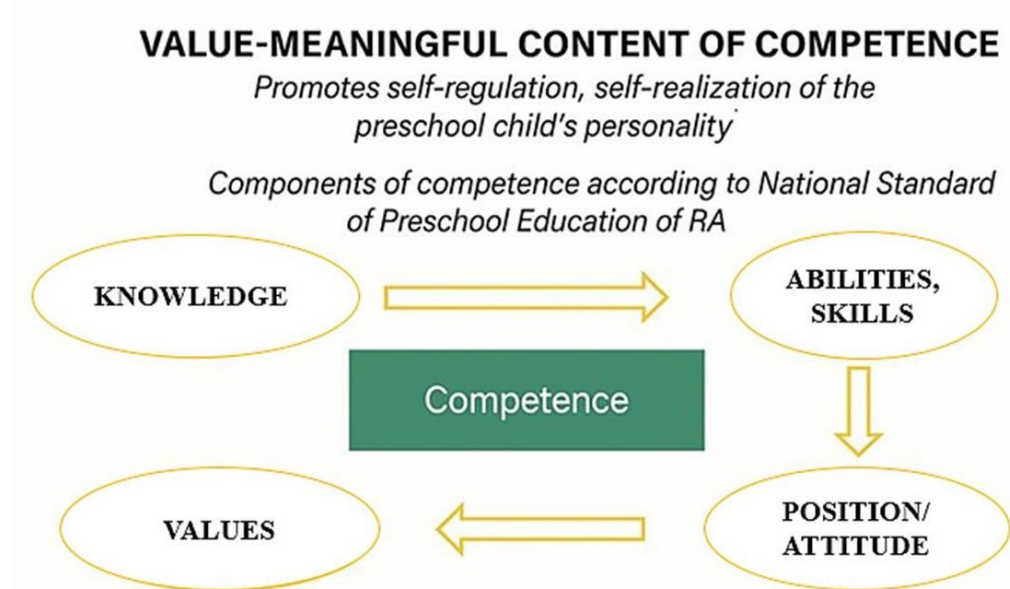 VALUE-MEANINGFUL CONTENT OF COMPETENCE
Promotes self-regulation, self-realization of the
preschool child's personality
Components of competence according to National Standard
of Preschool Education of RA
KNOWLEDGE
ABILITIES,
SKILLS
Competence
VALUES
POSITION/
ATTITUDE